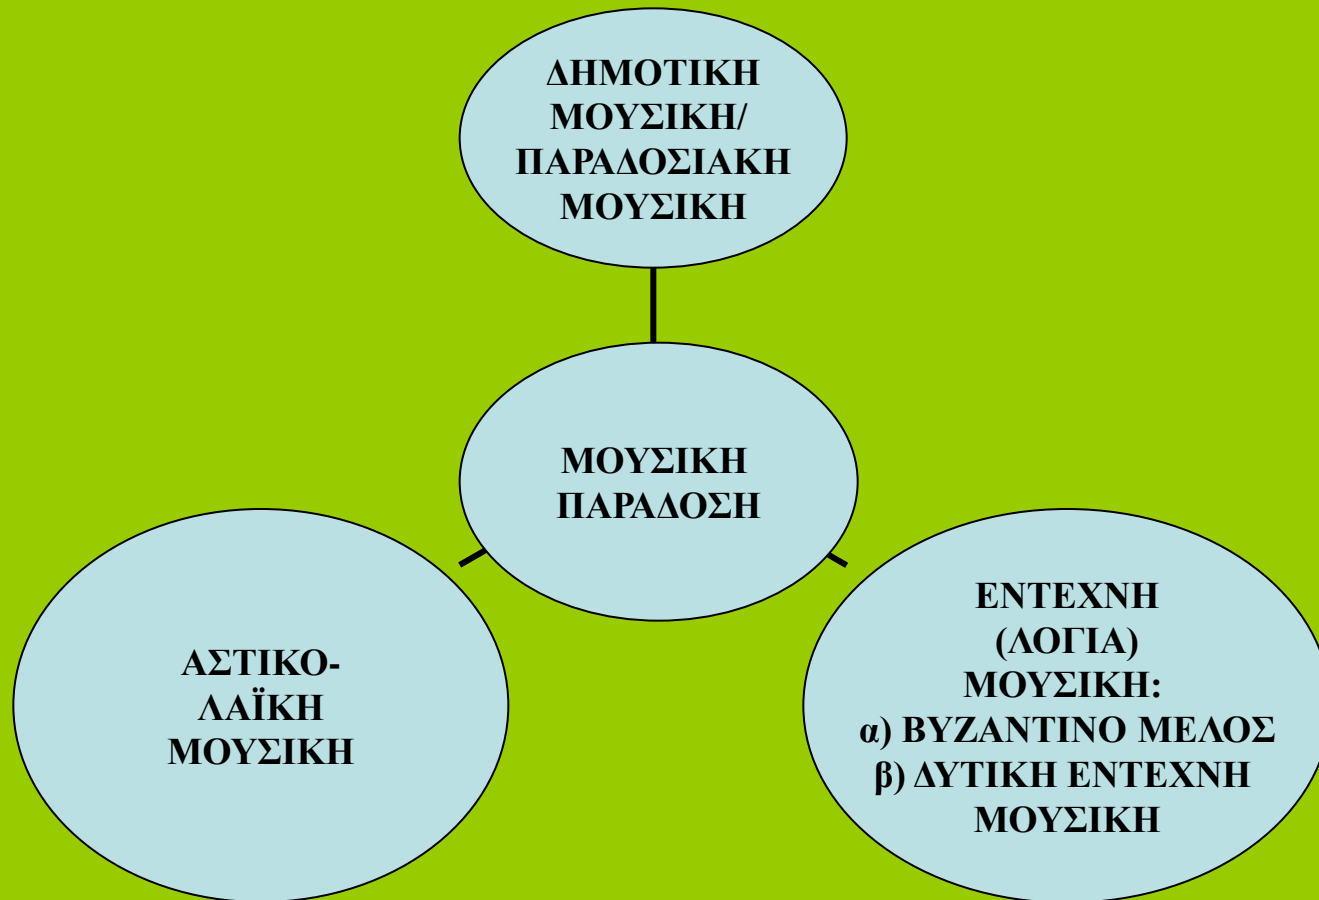 ΔΗΜΟΤΙΚΗ
ΜΟΥΣΙΚΗ/
ΠΑΡΑΔΟΣΙΑΚΗ
ΜΟΥΣΙΚΗ
ΜΟΥΣΙΚΗ
ΠΑΡΑΔΟΣΗ
ΑΣΤΙΚΟ-
ΛΑΪΚΗ
ΜΟΥΣΙΚΗ
ΕΝΤΕΧΝΗ
(ΛΟΓΙΑ)
ΜΟΥΣΙΚΗ:
α) ΒΥΖΑΝΤΙΝΟ ΜΕΛΟΣ
β) ΔΥΤΙΚΗ ΕΝΤΕΧΝΗ
ΜΟΥΣΙΚΗ